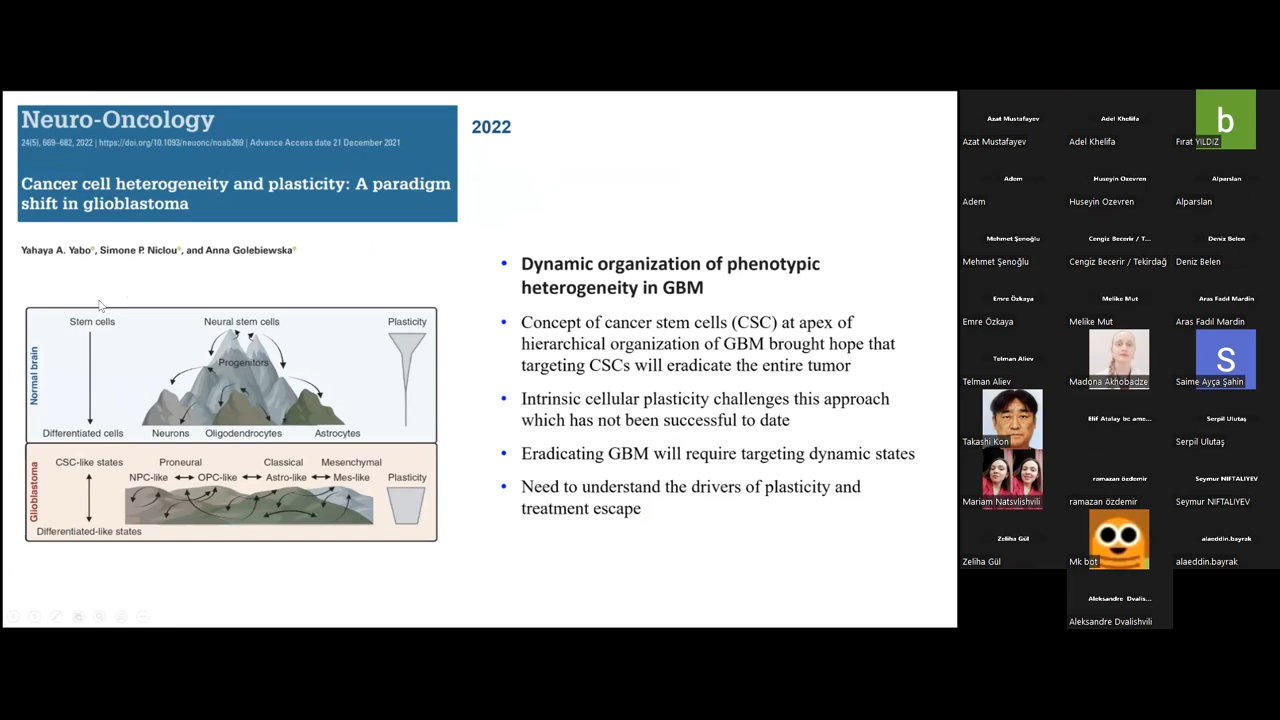 Neuro-Oncology
24(5), 669–682, 2022 | https://doi.org/10.1093/neuonc/noab269 | Advance Access date 21 December 2021
Cancer cell heterogeneity and plasticity: A paradigm
shift in glioblastoma
Yahaya A. Yabo, Simone P. Niclou, and Anna Golebiewska
Normal brain
Stem cells
Neural stem cells
Plasticity
Progenitors
Differentiated cells
Neurons
Oligodendrocytes
Astrocytes
Glioblastoma
CSC-like states
Proneural
Classical
Mesenchymal
NPC-like
OPC-like
Astro-like
Mes-like
Plasticity
Differentiated-like states
2022
• Dynamic organization of phenotypic
heterogeneity in GBM
• Concept of cancer stem cells (CSC) at apex of
hierarchical organization of GBM brought hope that
targeting CSCs will eradicate the entire tumor
• Intrinsic cellular plasticity challenges this approach
which has not been successful to date
• Eradicating GBM will require targeting dynamic states
• Need to understand the drivers of plasticity and
treatment escape
Azat Mustafayev
Azat Mustafayev
Adel Khelifa
Adel Khelifa
b
Fırat YILDIZ
Adem
Adem
Huseyin Ozevren
Huseyin Ozevren
Alparslan
Alparslan
Mehmet Şenoğlu
Mehmet Şenoğlu
Cengiz Becerir / T...
Cengiz Becerir / Tekirdağ
Deniz Belen
Deniz Belen
Emre Özkaya
Emre Özkaya
Melike Mut
Melike Mut
Aras Fadıl Mardin
Aras Fadıl Mardin
Telman Aliev
Telman Aliev
Madona Akhobadze
S
Saime Ayça Şahin
Takashi Kon
Elif Atalay bc ame...
Elif Atalay bc ame...
Serpil Ulutaş
Serpil Ulutaş
Mariam Natsvlishvili
ramazan özdemir
ramazan özdemir
Seymur NIFTALIYEV
Seymur NIFTALIYEV
Zeliha Gül
Zeliha Gül
Mk bot
alaeddin.bayrak
alaeddin.bayrak
Aleksandre Dvalis...
Aleksandre Dvalishvili